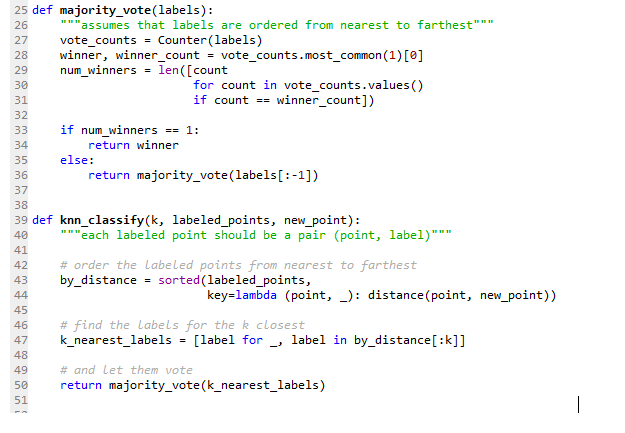 25 def majority_vote(labels):
26     """assumes that labels are ordered from nearest to farthest"""
27     vote_counts = Counter(labels)
28     winner, winner_count = vote_counts.most_common(1)[0]
29     num_winners = len([count
30                        for count in vote_counts.values()
31                        if count == winner_count])
32
33     if num_winners == 1:
34         return winner
35     else:
36         return majority_vote(labels[:-1])
37
38
39 def knn_classify(k, labeled_points, new_point):
40     """each labeled point should be a pair (point, label)"""
41
42     # order the labeled points from nearest to farthest
43     by_distance = sorted(labeled_points,
44                          key=lambda (point, _): distance(point, new_point))
45
46     # find the labels for the k closest
47     k_nearest_labels = [label for _, label in by_distance[:k]]
48
49     # and let them vote
50     return majority_vote(k_nearest_labels)
51